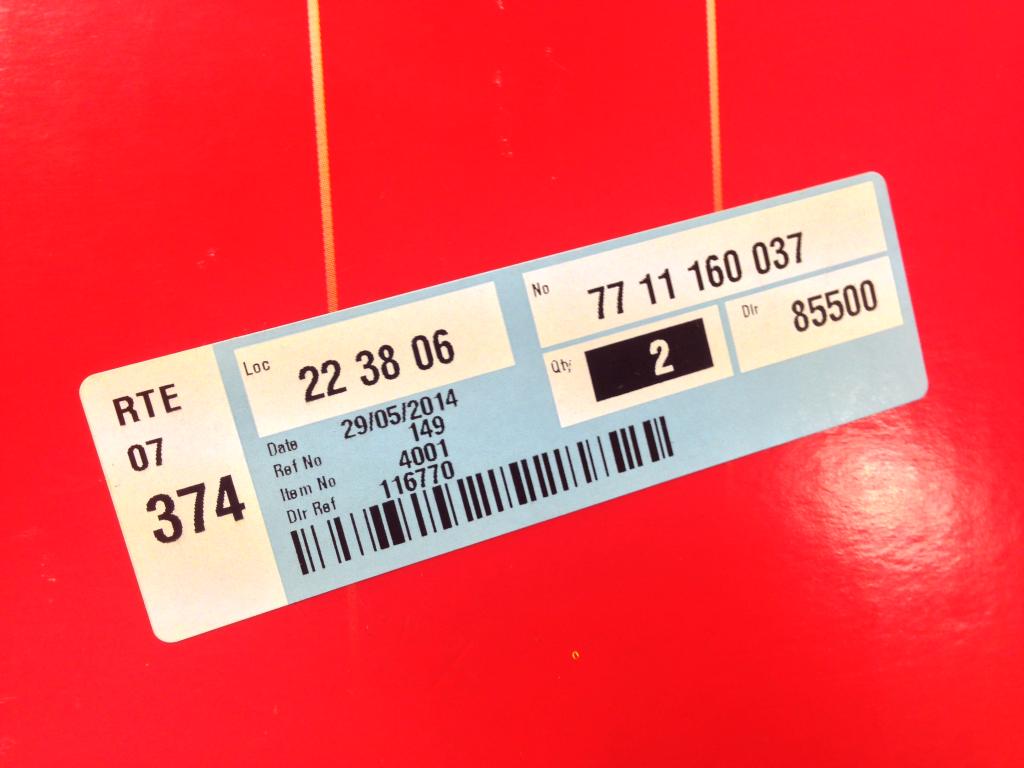 RTE
07
374
Loc 22 38 06
Date 29/05/2014
Ref No 149
Item No 4001
Dlr Ref 116770
No 77 11 160 037
Qty 2
Dlr 85500